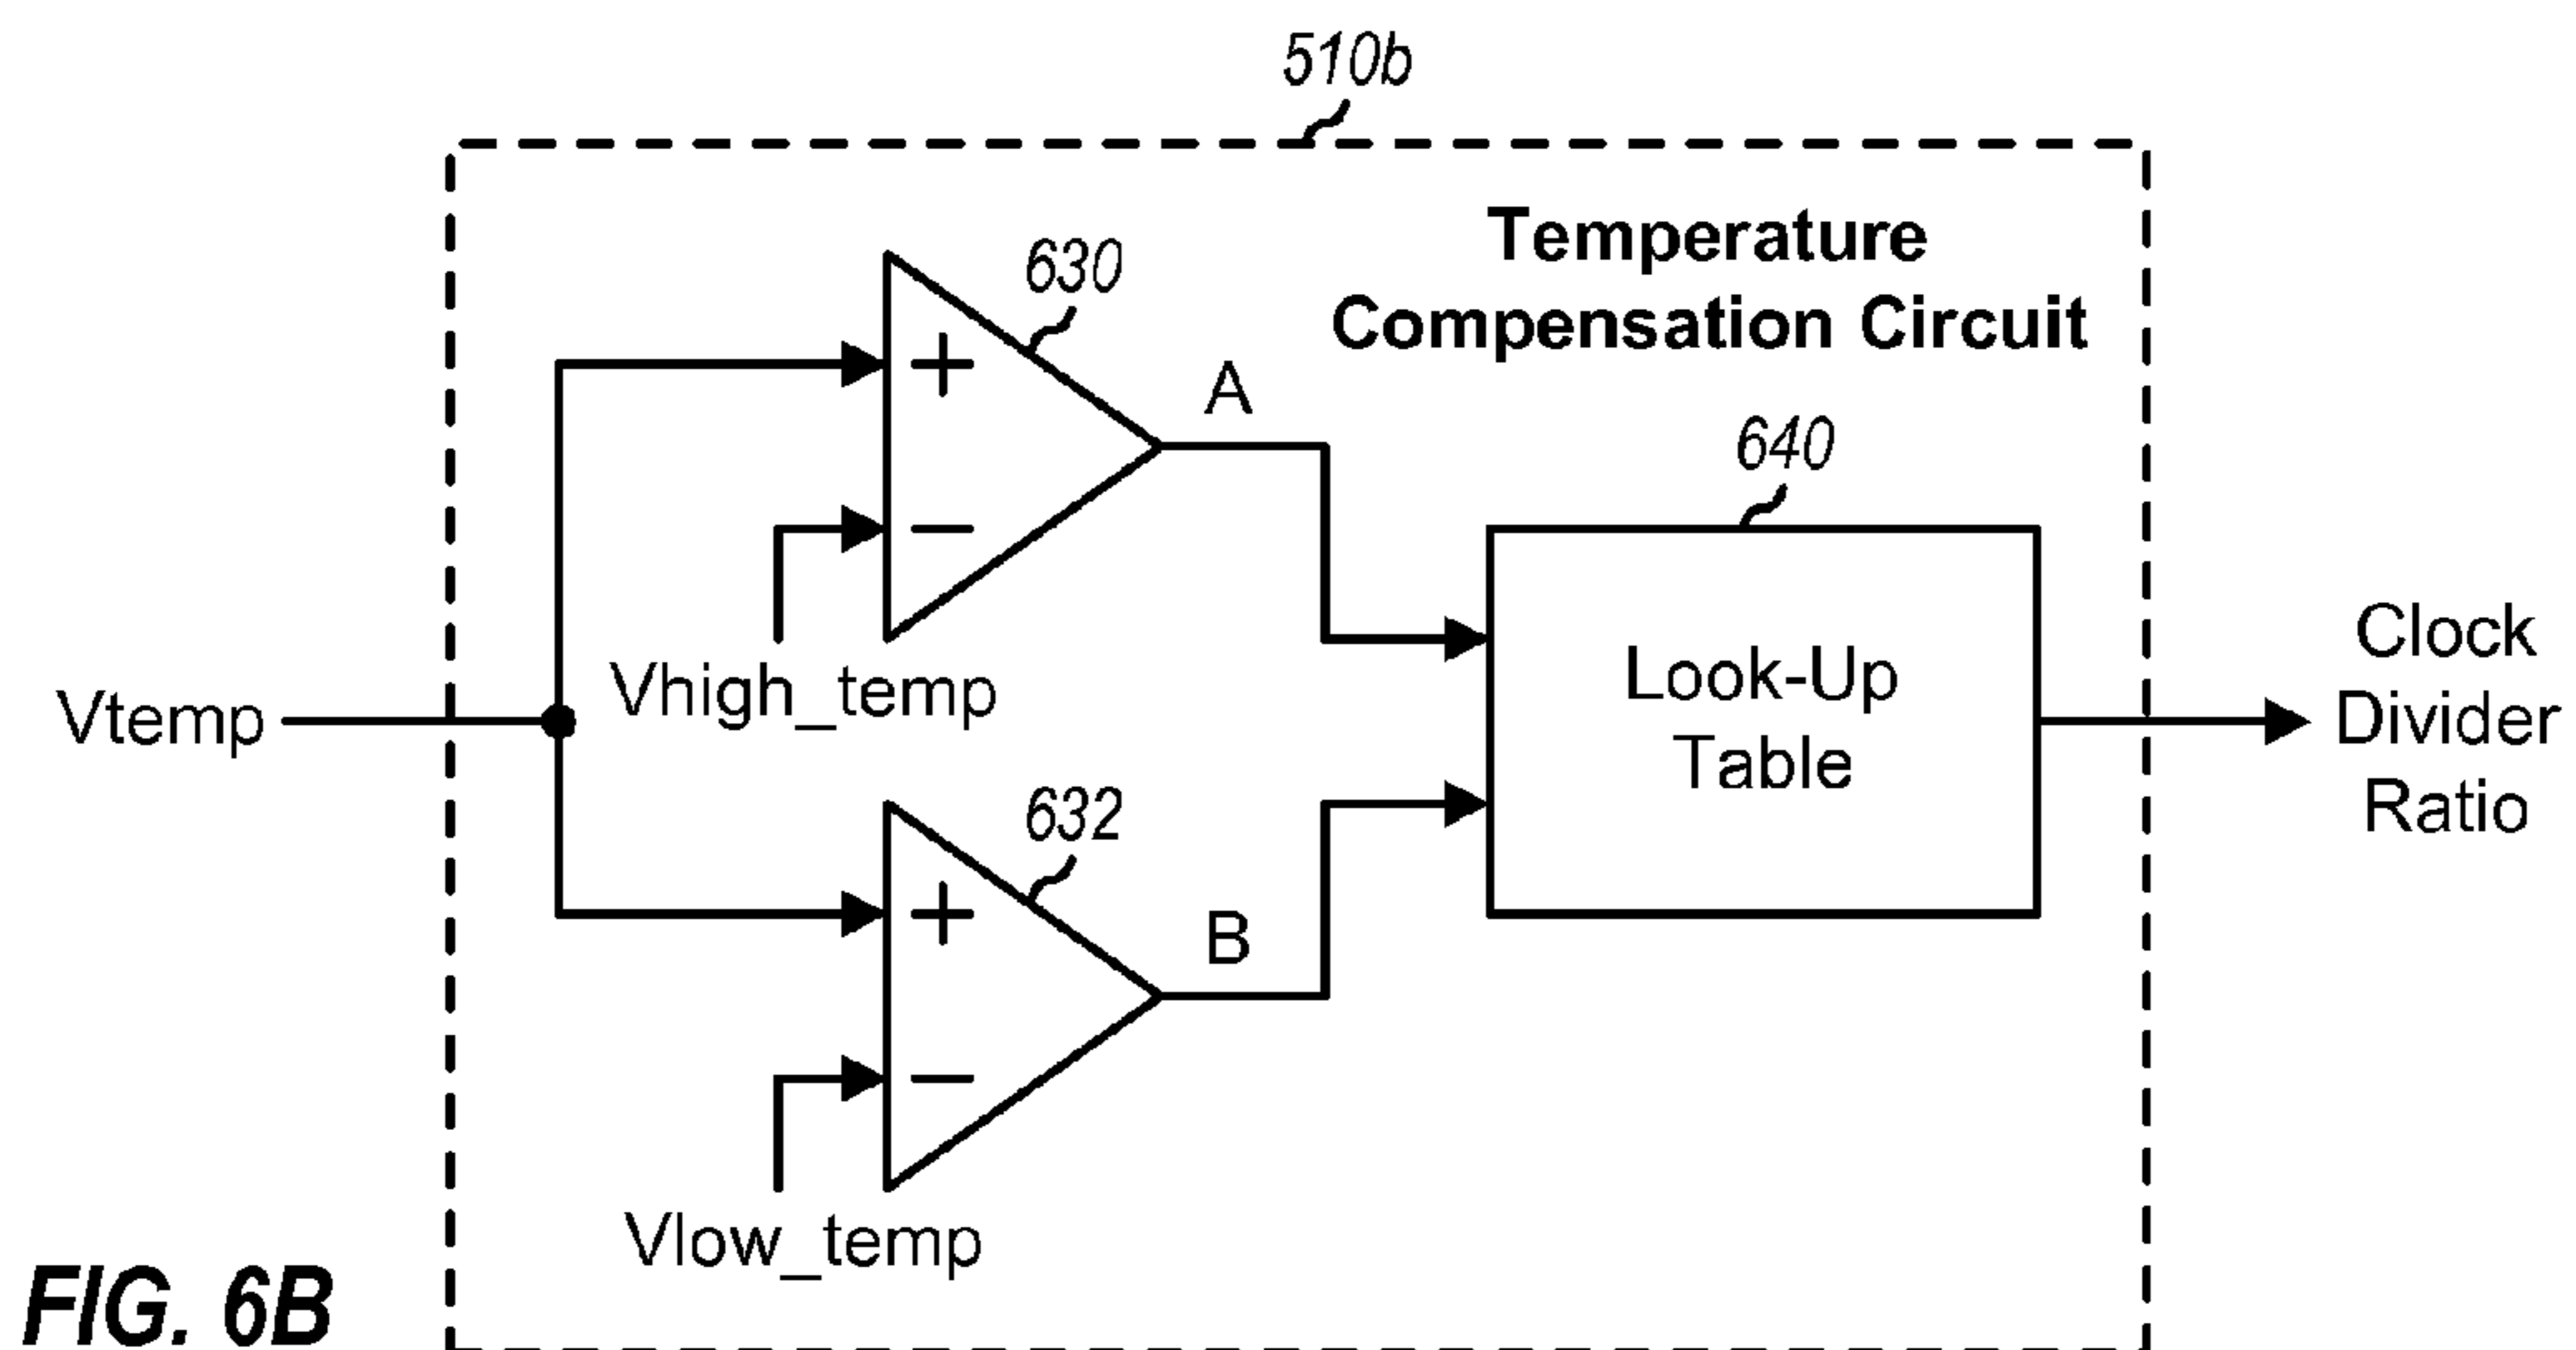 510b
Temperature
Compensation Circuit
630
+
A
−
640
Vhigh_temp
Look-Up
Table
Vtemp
Clock
Divider
Ratio
632
+
B
−
Vlow_temp
FIG. 6B